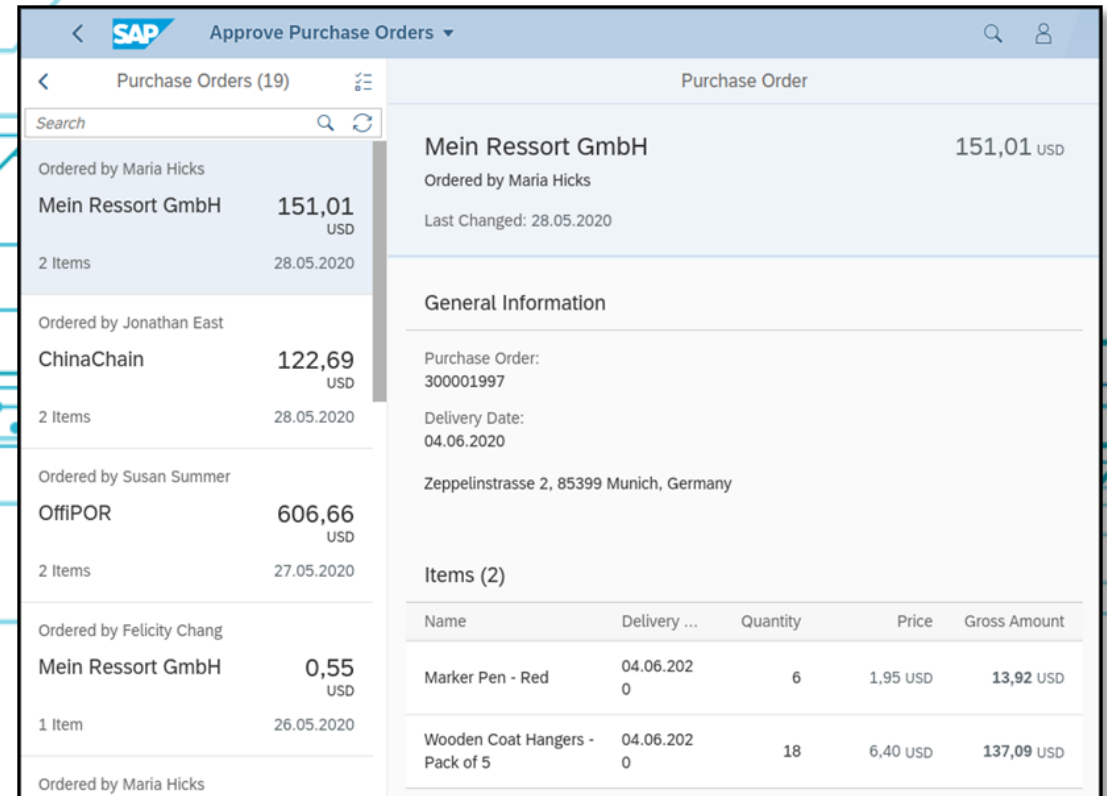 SAP Approve Purchase Orders
Purchase Orders (19)
Search
Ordered by Maria Hicks
Mein Ressort GmbH 151,01
USD
2 Items 28.05.2020
Ordered by Jonathan East
ChinaChain 122,69
USD
2 Items 28.05.2020
Ordered by Susan Summer
OffiPOR 606,66
USD
2 Items 27.05.2020
Ordered by Felicity Chang
Mein Ressort GmbH 0,55
USD
1 Item 26.05.2020
Ordered by Maria Hicks
Purchase Order
Mein Ressort GmbH 151,01 USD
Ordered by Maria Hicks
Last Changed: 28.05.2020
General Information
Purchase Order:
300001997
Delivery Date:
04.06.2020
Zeppelinstrasse 2, 85399 Munich, Germany
Items (2)
Name Delivery ... Quantity Price Gross Amount
Marker Pen - Red 04.06.202
0 6 1,95 USD 13,92 USD
Wooden Coat Hangers - 04.06.202
Pack of 5 0 18 6,40 USD 137,09 USD